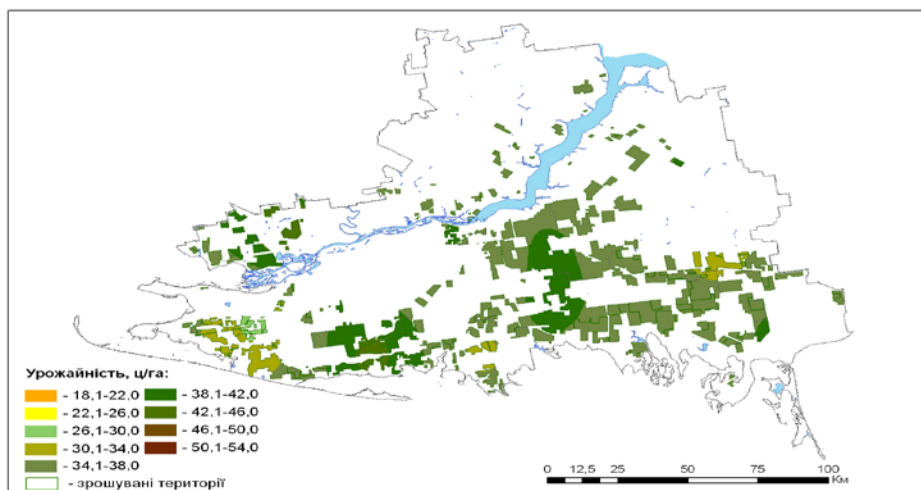 Урожайність, ц/га:
- 18,1-22,0
- 22,1-26,0
- 26,1-30,0
- 30,1-34,0
- 34,1-38,0
- 38,1-42,0
- 42,1-46,0
- 46,1-50,0
- 50,1-54,0
- зрошувані території
0 12,5 25 50 75 100
Км